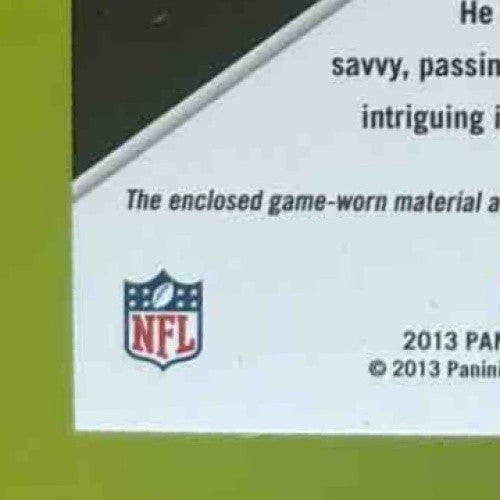 He
savvy, passin
intriguing i
The enclosed game-worn material a
NFL
2013 PAN
© 2013 Panini